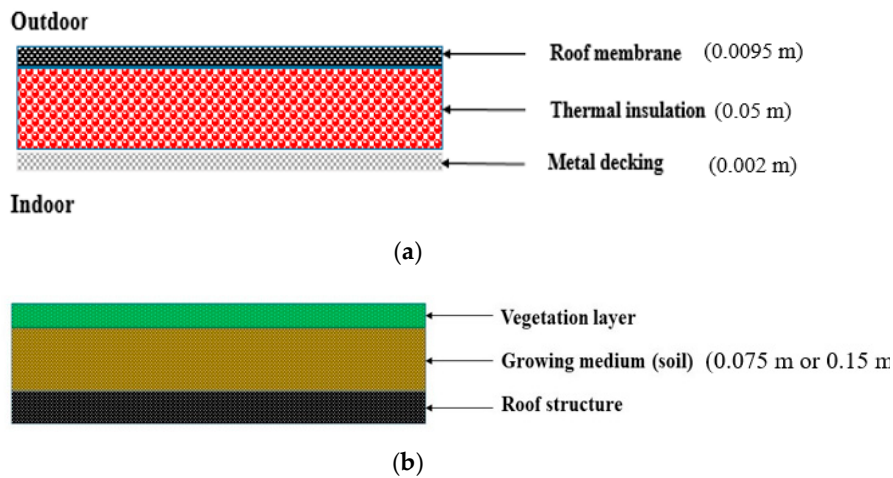 Outdoor
Roof membrane (0.0095 m)
Thermal insulation (0.05 m)
Metal decking (0.002 m)
Indoor
(a)
Vegetation layer
Growing medium (soil) (0.075 m or 0.15 m
Roof structure
(b)